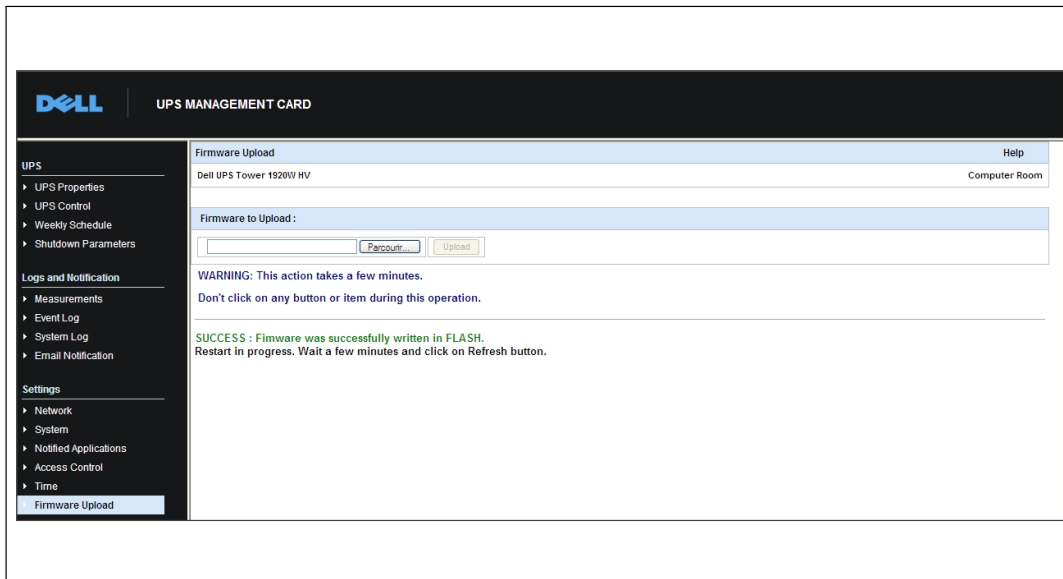 DELL
UPS MANAGEMENT CARD
UPS
UPS Properties
UPS Control
Weekly Schedule
Shutdown Parameters
Logs and Notification
Measurements
Event Log
System Log
Email Notification
Settings
Network
System
Notified Applications
Access Control
Time
Firmware Upload
Firmware Upload Help
Dell UPS Tower 1920W HV Computer Room
Firmware to Upload :
Parcourir... Upload
WARNING: This action takes a few minutes.
Don't click on any button or item during this operation.
SUCCESS : Fimware was successfully written in FLASH.
Restart in progress. Wait a few minutes and click on Refresh button.